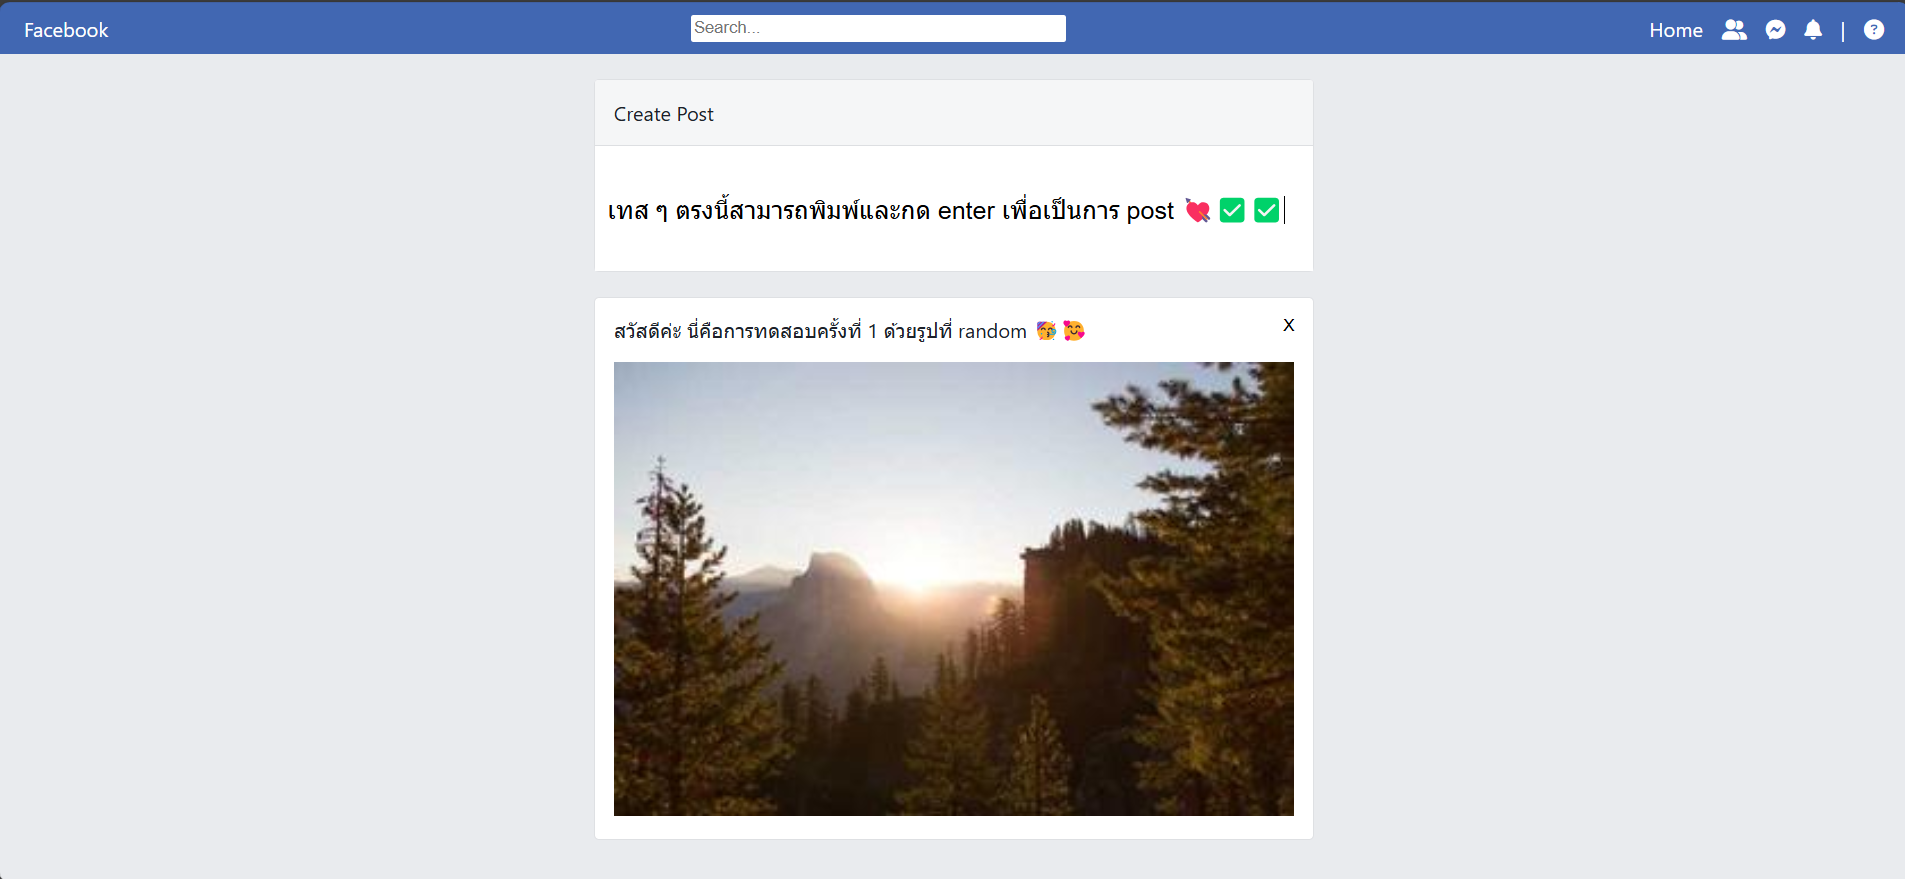 Facebook
Search...
Home
|
?
Create Post
เทส ๆ ตรงนี้สามารถพิมพ์และกด enter เพื่อเป็นการ post 💘 ✅ ✅
สวัสดีค่ะ นี่คือการทดสอบครั้งที่ 1 ด้วยรูปที่ random 🥳 🥰
X